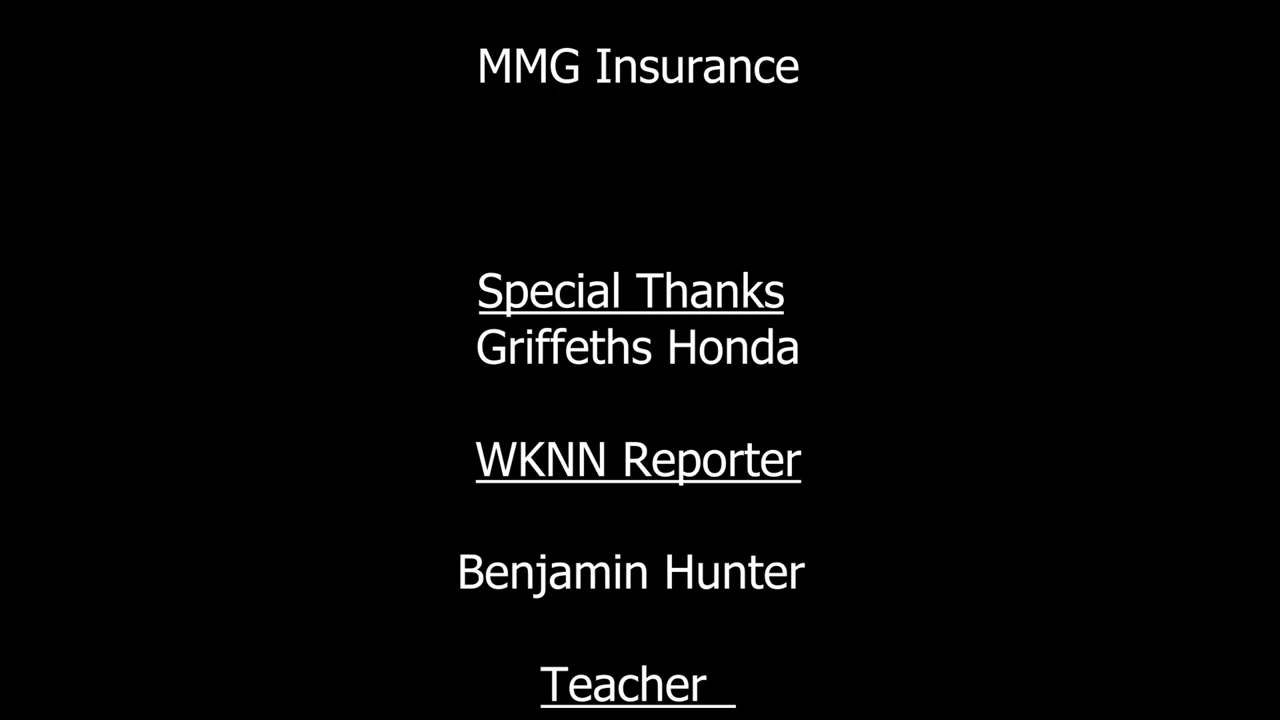 MMG Insurance
Special Thanks
Griffeths Honda
WKNN Reporter
Benjamin Hunter
Teacher